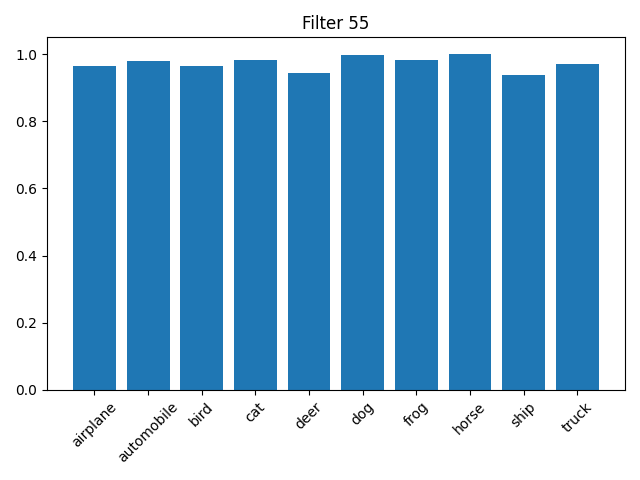 Filter 55
1.0
0.8
0.6
0.4
0.2
0.0
airplane
automobile
bird
cat
deer
dog
frog
horse
ship
truck